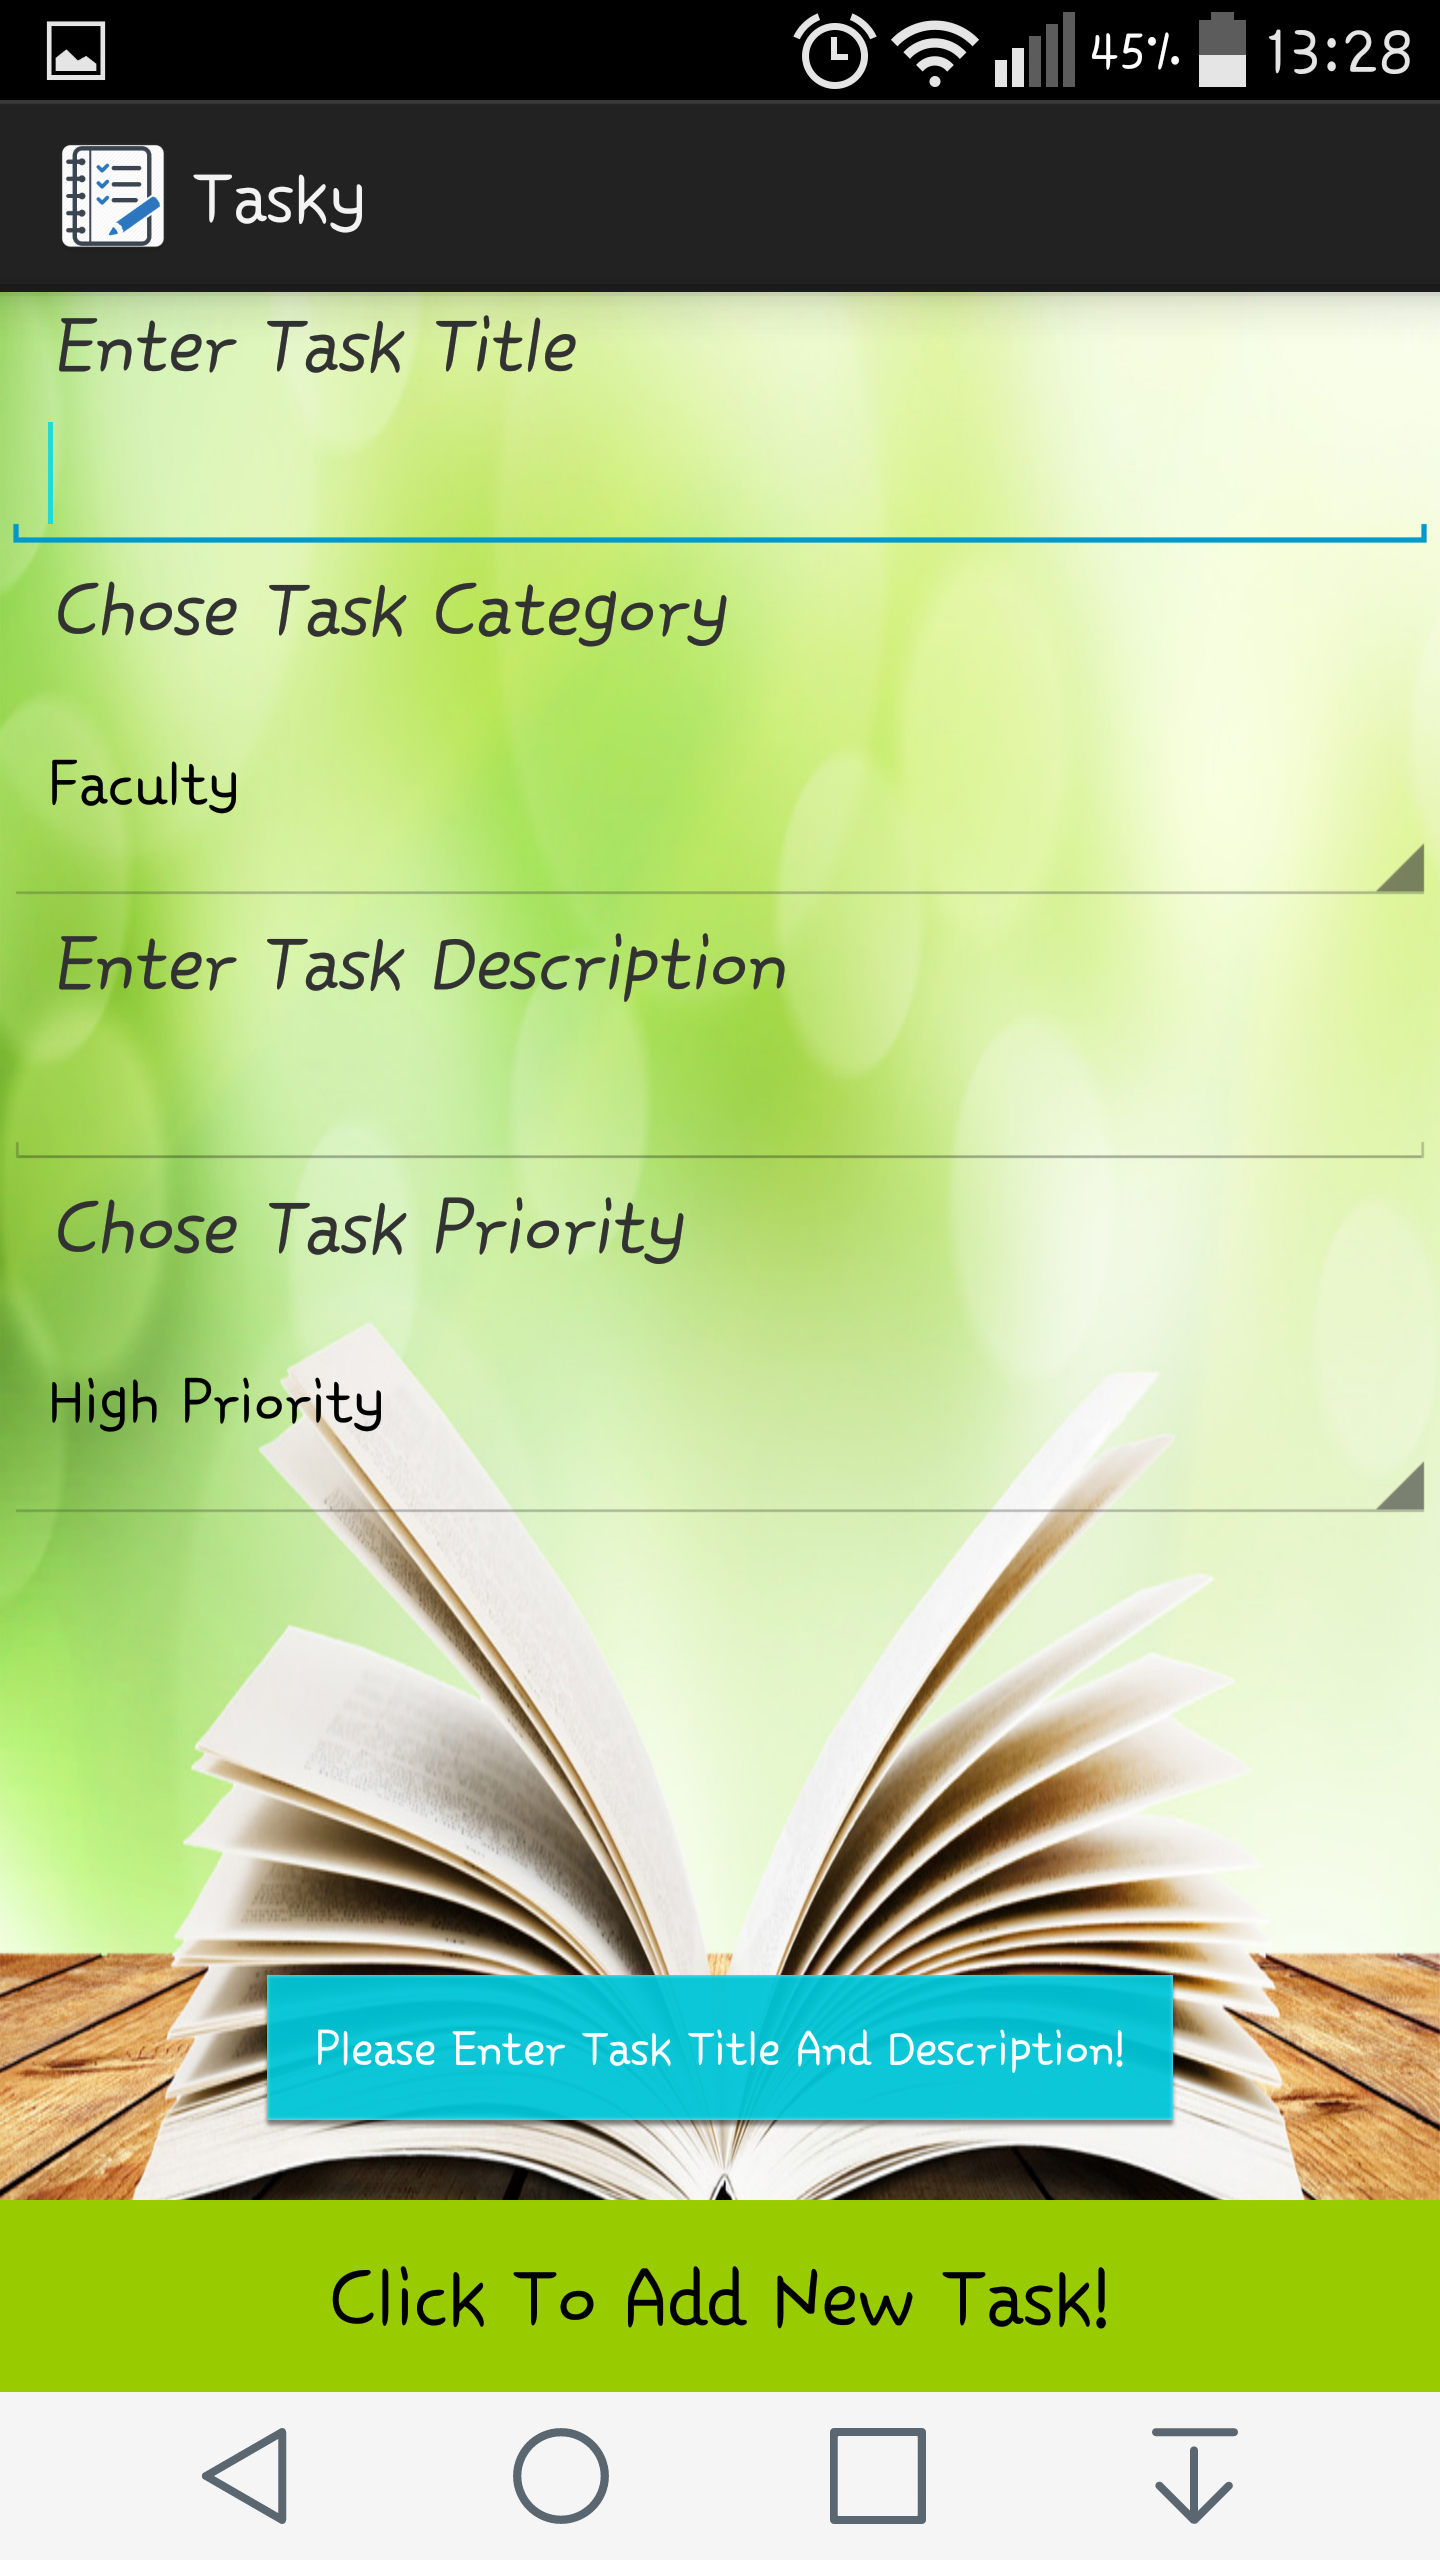 45% 13:28
Tasky
Enter Task Title
Chose Task Category
Faculty
Enter Task Description
Chose Task Priority
High Priority
Please Enter Task Title And Description!
Click To Add New Task!